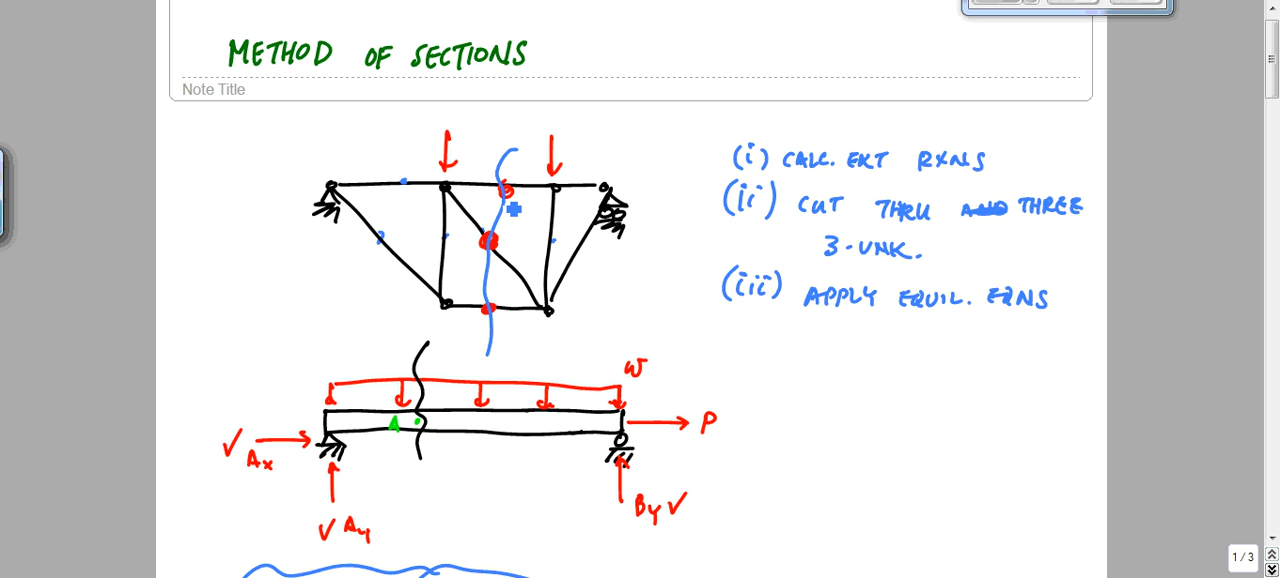 METHOD OF SECTIONS
Note Title
(i) CALC. EXT RXNS
(ii) CUT THRU THREE
3-UNK.
(iii) APPLY EQUIL. EQNS
W
A
P
√ Ax
By √
√ Ay
1 / 3